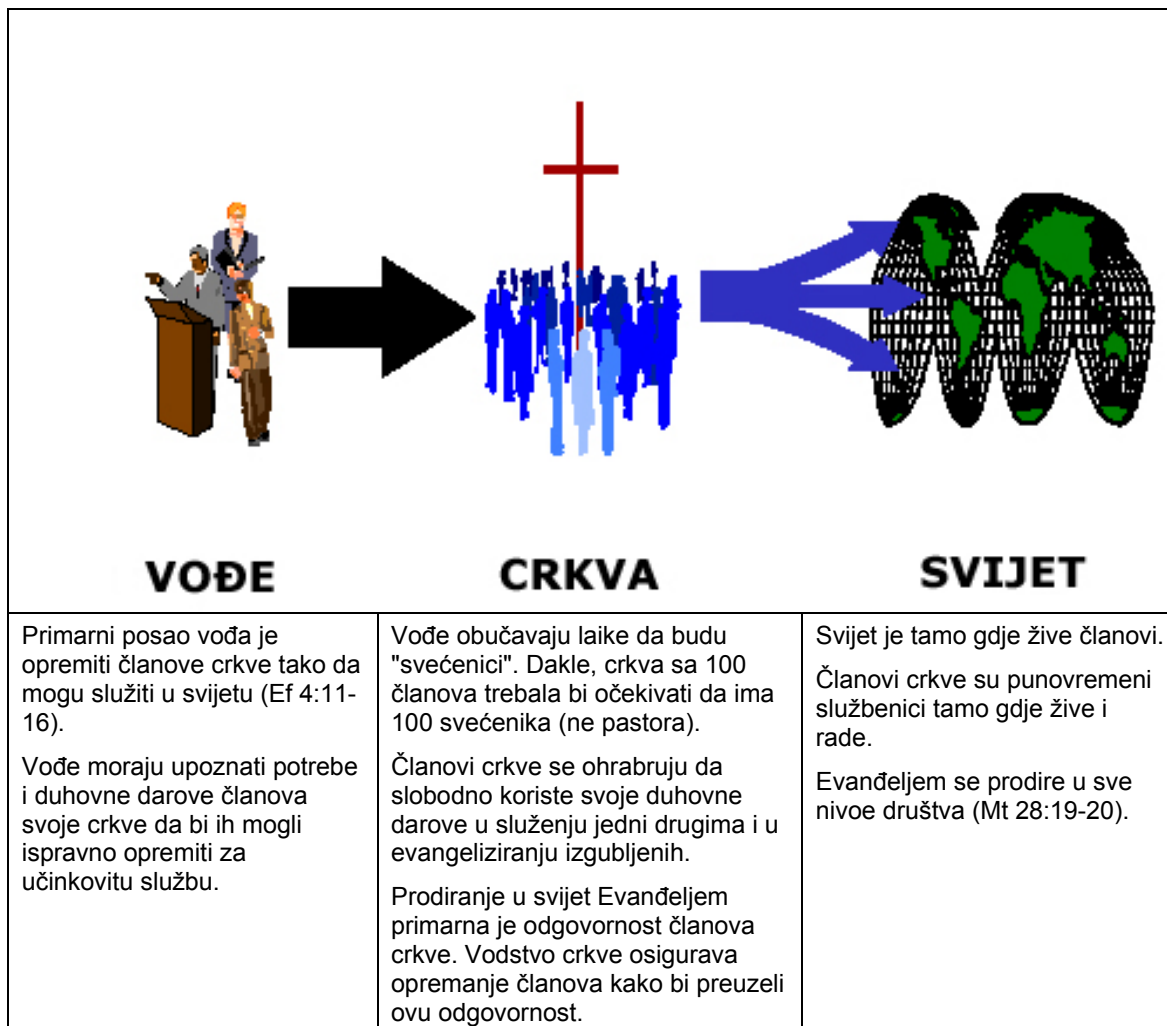 VOĐE
CRKVA
SVIJET
Primarni posao vođa je
opremiti članove crkve tako da
mogu služiti u svijetu (Ef 4:11-
16).
Vođe moraju upoznati potrebe
i duhovne darove članova
svoje crkve da bi ih mogli
ispravno opremiti za
učinkovitu službu.
Vođe obučavaju laike da budu
"svećenici". Dakle, crkva sa 100
članova trebala bi očekivati da ima
100 svećenika (ne pastora).
Članovi crkve se ohrabruju da
slobodno koriste svoje duhovne
darove u služenju jedni drugima i u
evangeliziranju izgubljenih.
Prodiranje u svijet Evanđeljem
primarna je odgovornost članova
crkve. Vodstvo crkve osigurava
opremanje članova kako bi preuzeli
ovu odgovornost.
Svijet je tamo gdje žive članovi.
Članovi crkve su punovremeni
službenici tamo gdje žive i
rade.
Evanđeljem se prodire u sve
nivoe društva (Mt 28:19-20).